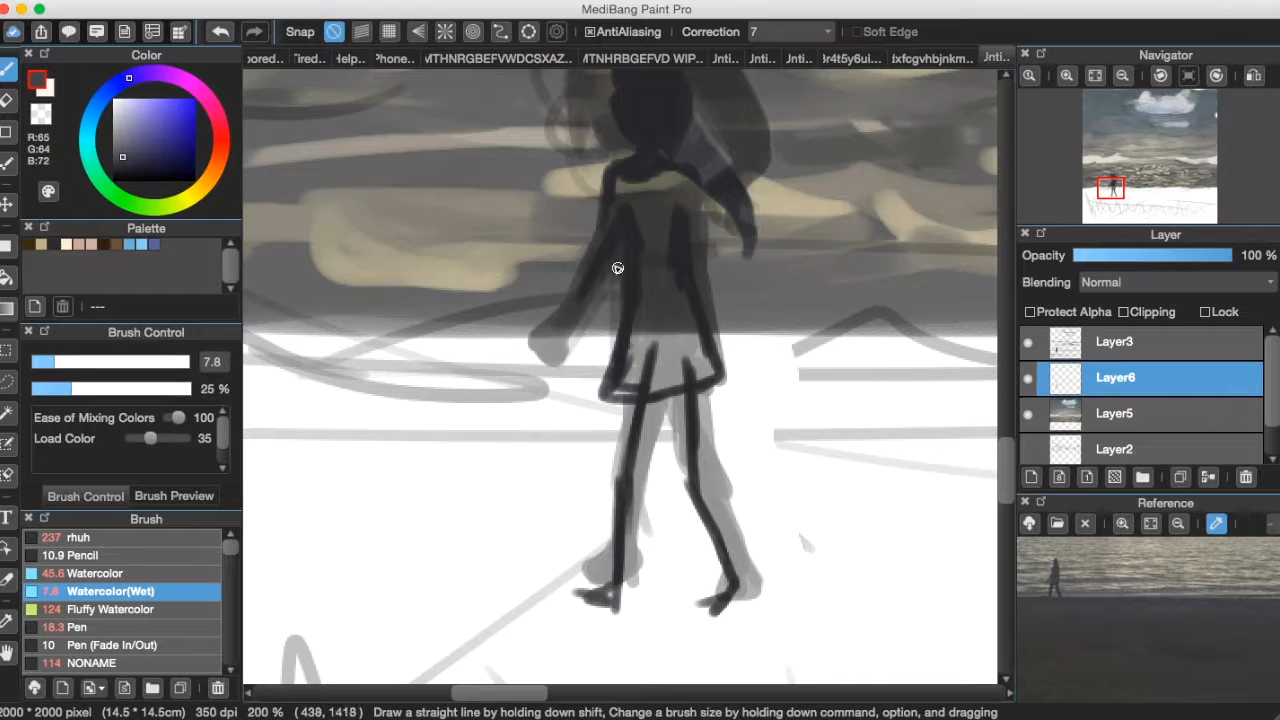 MediBang Paint Pro
Snap AntiAliasing Correction 7 Soft Edge
Color
R:65
G:64
B:72
Palette
---
Brush Control
7.8
25 %
Ease of Mixing Colors 100
Load Color 35
Brush Control Brush Preview
Brush
237 rhuh
10.9 Pencil
45.6 Watercolor
7.8 Watercolor(Wet)
124 Fluffy Watercolor
18.3 Pen
10 Pen (Fade In/Out)
114 NONAME
Jnti... Jnti... Jnti... Jnti...
Navigator
Layer
Opacity 100 %
Blending Normal
Protect Alpha Clipping Lock
Layer3
Layer6
Layer5
Layer2
Reference
2000 * 2000 pixel (14.5 * 14.5cm) 350 dpi 200 % ( 439, 1418 ) Draw a straight line by holding down shift, Change a brush size by holding down command, option, and dragging